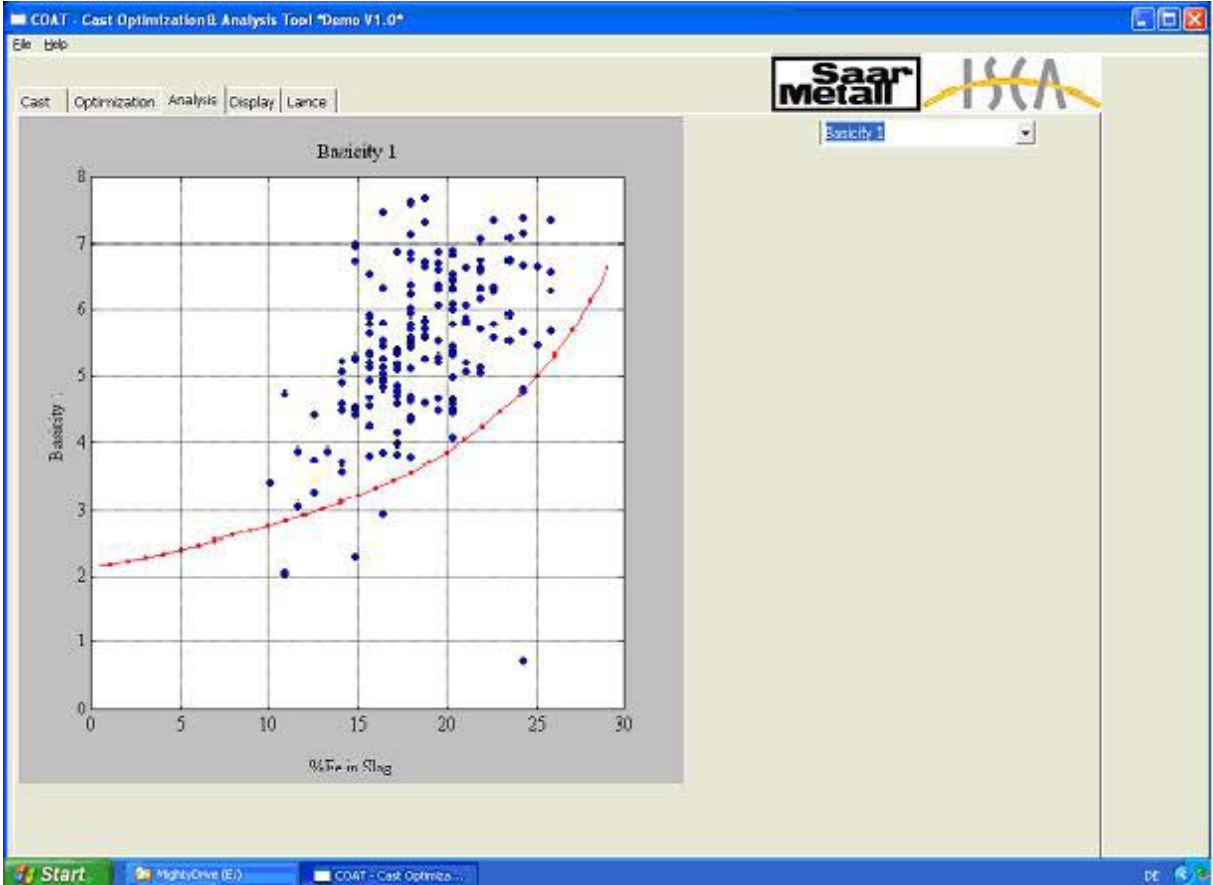 COAT - Cast Optimization & Analysis Tool *Demo V1.0*
File Help
Saar
Metall
ISCA
Cast Optimization Analysis Display Lance
Basicity 1
Basicity 1
8
7
6
5
4
3
2
1
0
Basicity
0 5 10 15 20 25 30
%Fe in Slag
Start MightyDrive (E:) COAT - Cast Optimiza... DE